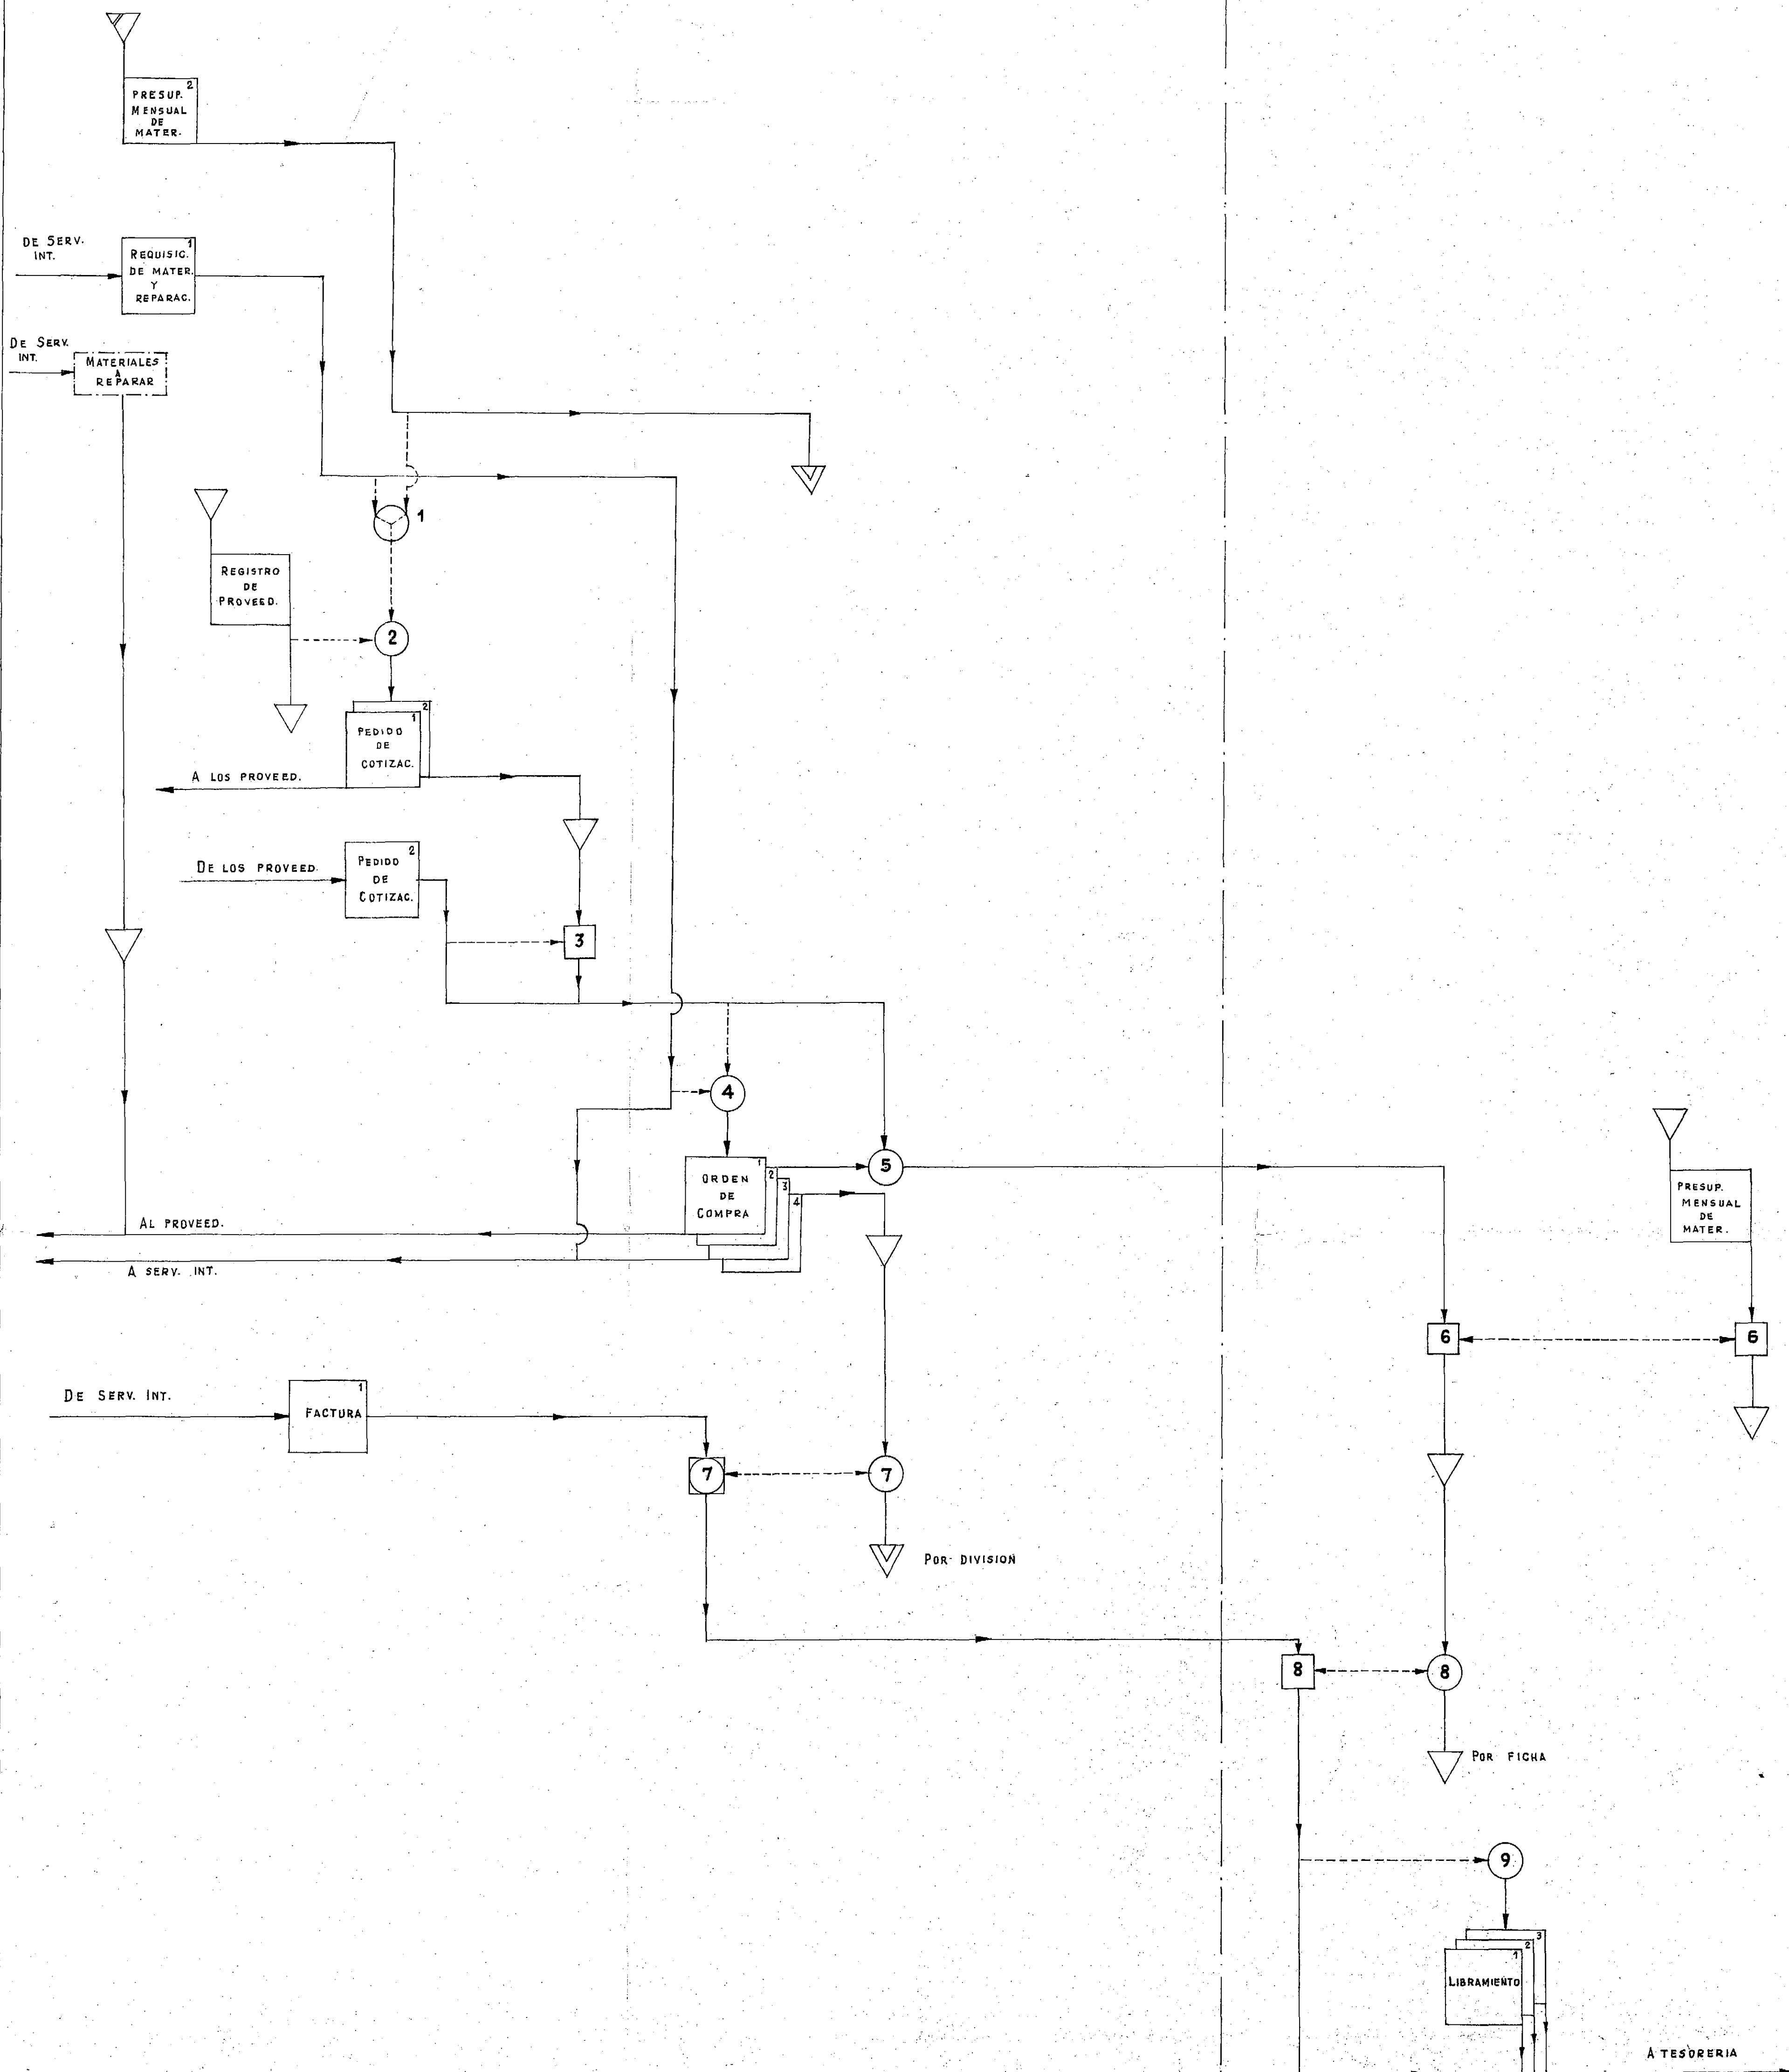 2
PRESUP.
MENSUAL
DE
MATER.
DE SERV.
INT.
1
REQUISIC.
DE MATER.
Y
REPARAC.
DE SERV.
INT.
MATERIALES
A
REPARAR
1
REGISTRO
DE
PROVEED.
2
2
1
PEDIDO
DE
COTIZAC.
A LOS PROVEED.
DE LOS PROVEED.
2
PEDIDO
DE
COTIZAC.
3
4
5
1
2
3
4
ORDEN
DE
COMPRA
AL PROVEED.
A SERV. INT.
PRESUP.
MENSUAL
DE
MATER.
6
6
DE SERV. INT.
1
FACTURA
7
7
POR DIVISION
8
8
POR FICHA
9
3
2
1
LIBRAMIENTO
A TESORERIA